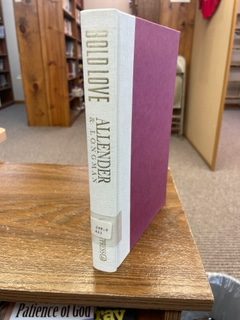 BOLD LOVE
ALLENDER
& LONGMAN
Patience of God